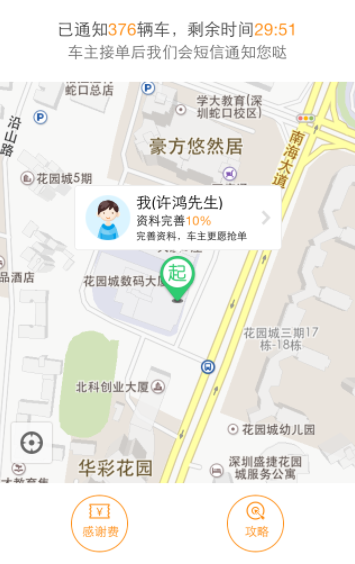 已通知376辆车，剩余时间29:51
车主接单后我们会短信通知您哒
蛇口总店
学大教育(深
圳蛇口校区)
沿山路
豪方悠然居
南海大道
花园城5期
我(许鸿先生)
资料完善10%
完善资料，车主更愿抢单
品酒店
花园城数码大厦
起
花园城三期17
栋-18栋
北科创业大厦
花园城幼儿园
华彩花园
深圳盛捷花园
城服务公寓
感谢费
攻略